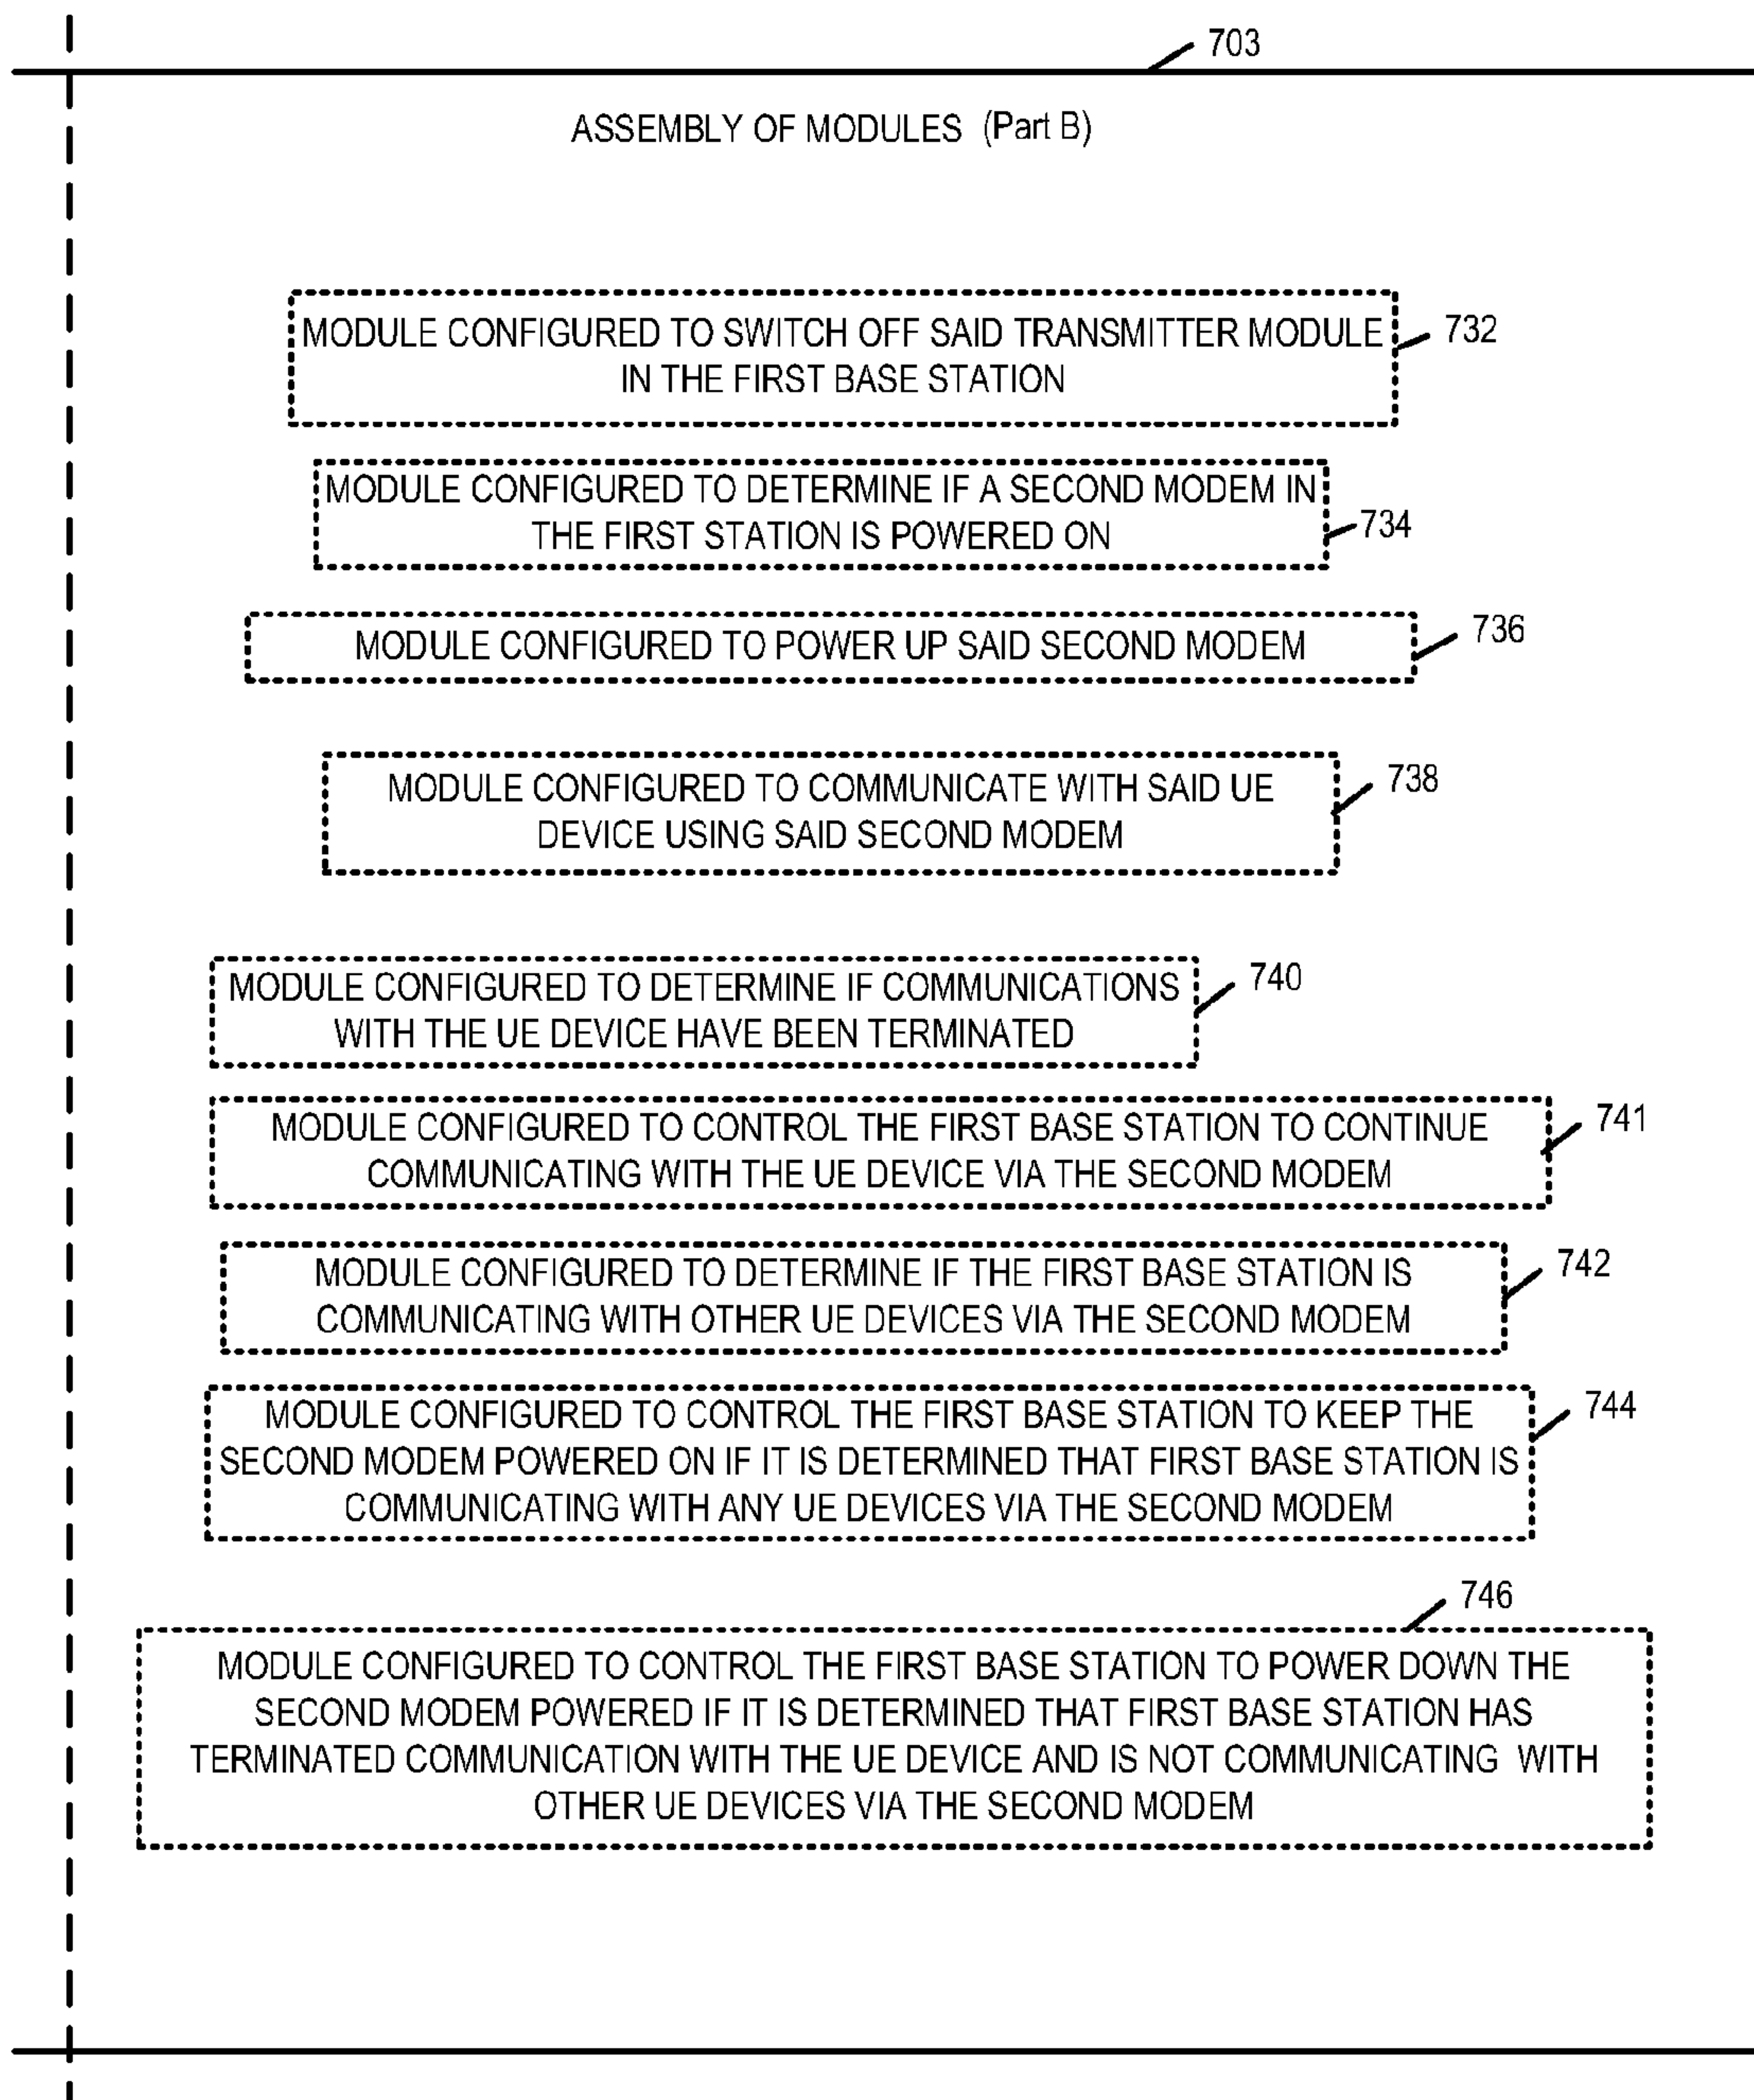 703
ASSEMBLY OF MODULES (Part B)
MODULE CONFIGURED TO SWITCH OFF SAID TRANSMITTER MODULE
IN THE FIRST BASE STATION
732
MODULE CONFIGURED TO DETERMINE IF A SECOND MODEM IN
THE FIRST STATION IS POWERED ON
734
MODULE CONFIGURED TO POWER UP SAID SECOND MODEM
736
MODULE CONFIGURED TO COMMUNICATE WITH SAID UE
DEVICE USING SAID SECOND MODEM
738
MODULE CONFIGURED TO DETERMINE IF COMMUNICATIONS
WITH THE UE DEVICE HAVE BEEN TERMINATED
740
MODULE CONFIGURED TO CONTROL THE FIRST BASE STATION TO CONTINUE
COMMUNICATING WITH THE UE DEVICE VIA THE SECOND MODEM
741
MODULE CONFIGURED TO DETERMINE IF THE FIRST BASE STATION IS
COMMUNICATING WITH OTHER UE DEVICES VIA THE SECOND MODEM
742
MODULE CONFIGURED TO CONTROL THE FIRST BASE STATION TO KEEP THE
SECOND MODEM POWERED ON IF IT IS DETERMINED THAT FIRST BASE STATION IS
COMMUNICATING WITH ANY UE DEVICES VIA THE SECOND MODEM
744
746
MODULE CONFIGURED TO CONTROL THE FIRST BASE STATION TO POWER DOWN THE
SECOND MODEM POWERED IF IT IS DETERMINED THAT FIRST BASE STATION HAS
TERMINATED COMMUNICATION WITH THE UE DEVICE AND IS NOT COMMUNICATING WITH
OTHER UE DEVICES VIA THE SECOND MODEM